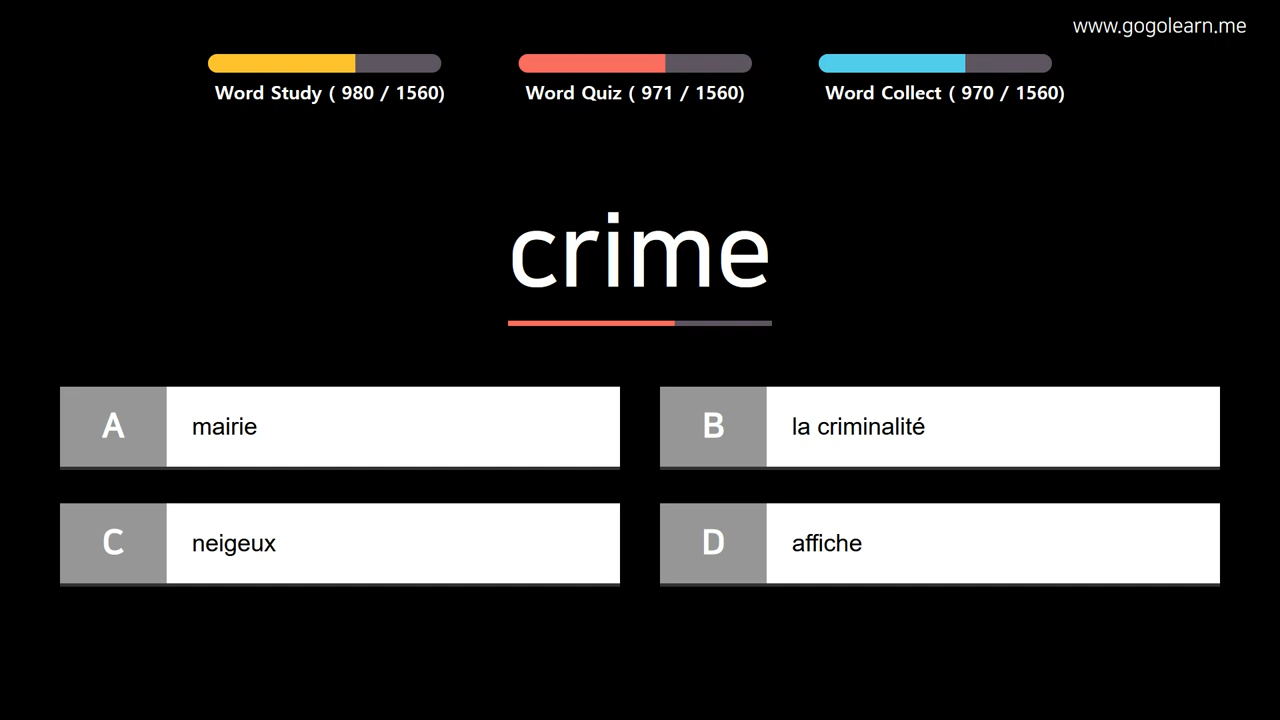 www.gogolearn.me
Word Study ( 980 / 1560)
Word Quiz ( 971 / 1560)
Word Collect ( 970 / 1560)
crime
A mairie
B la criminalité
C neigeux
D affiche